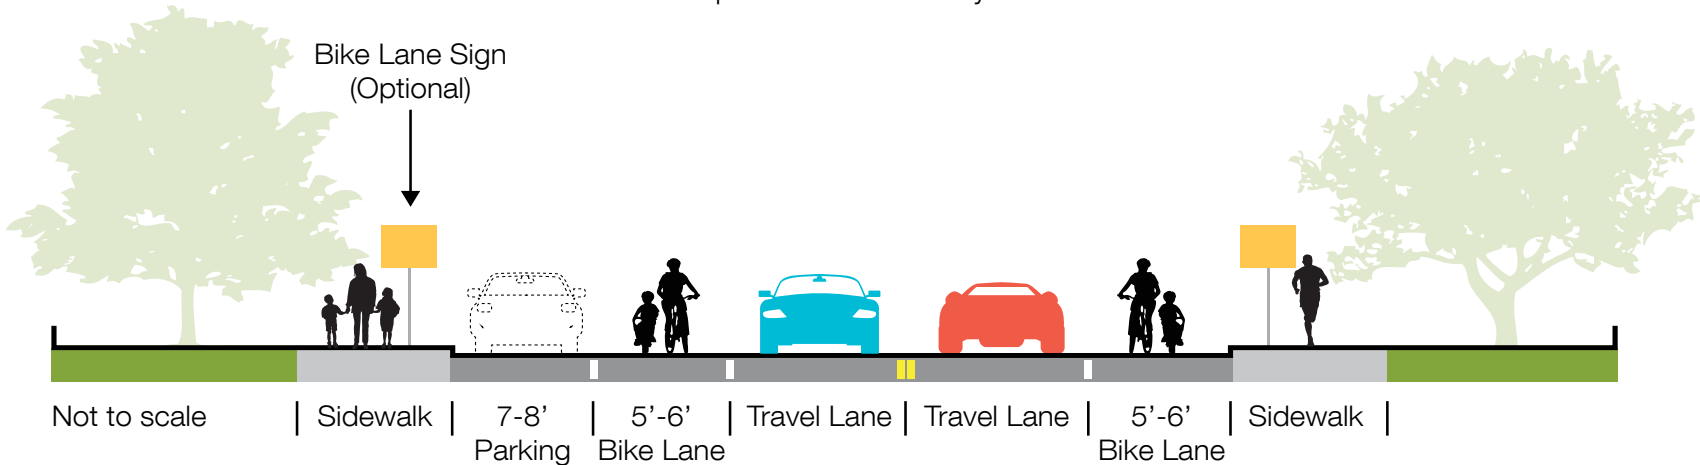 Bike Lane Sign
(Optional)
Not to scale
Sidewalk
7-8’
Parking
5’-6’
Bike Lane
Travel Lane
Travel Lane
5’-6’
Bike Lane
Sidewalk